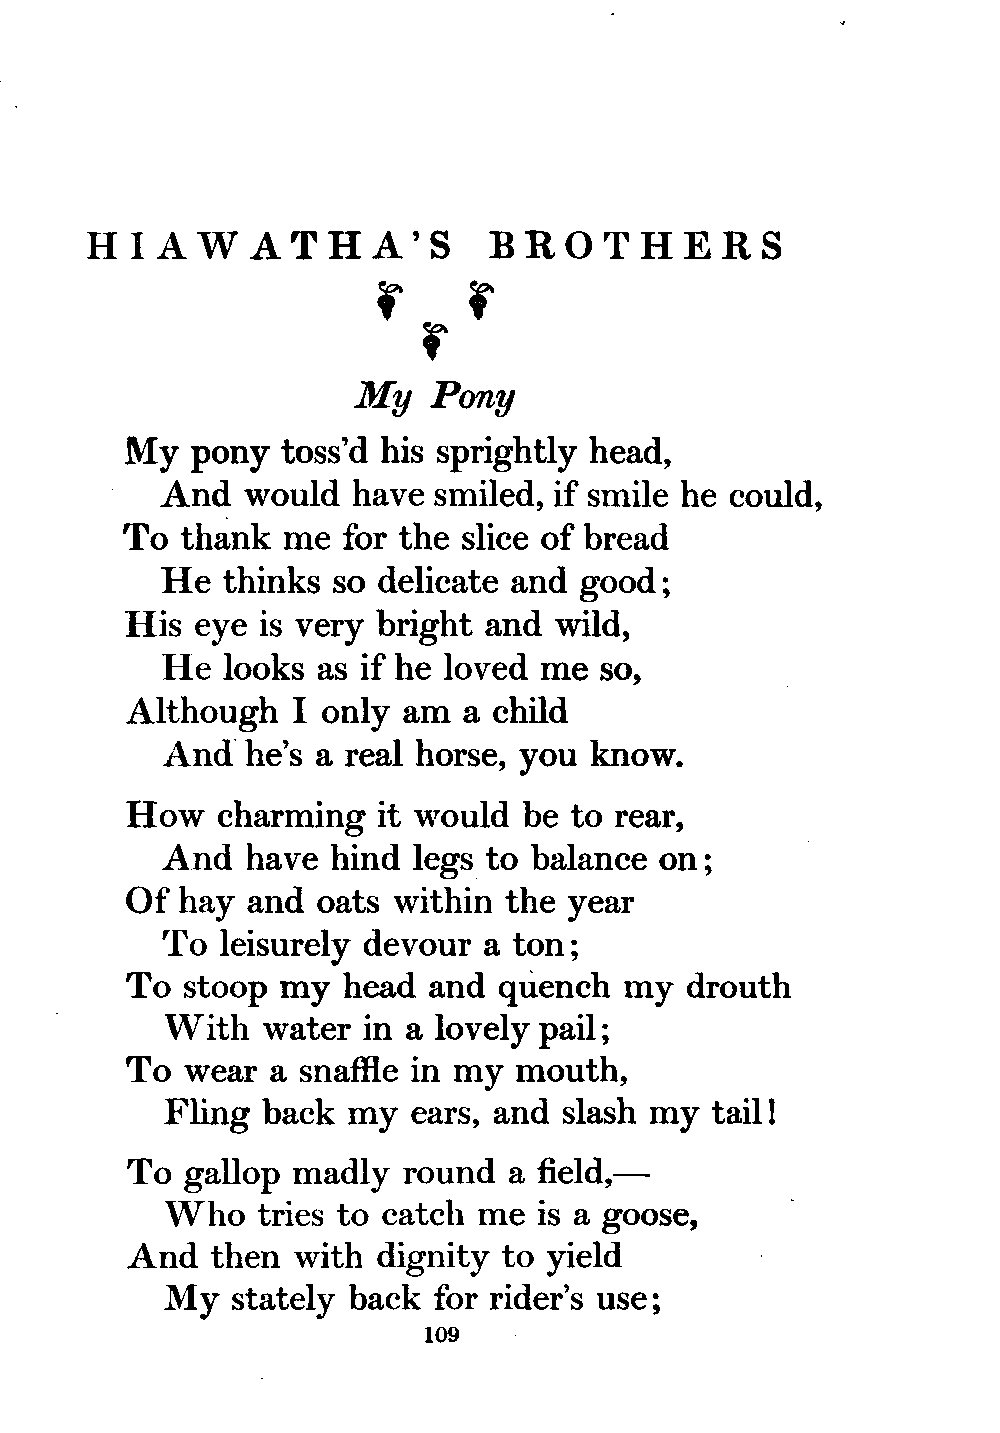 HIAWATHA'S BROTHERS
My Pony
My pony toss'd his sprightly head,
And would have smiled, if smile he could,
To thank me for the slice of bread
He thinks so delicate and good;
His eye is very bright and wild,
He looks as if he loved me so,
Although I only am a child
And he's a real horse, you know.
How charming it would be to rear,
And have hind legs to balance on;
Of hay and oats within the year
To leisurely devour a ton;
To stoop my head and quench my drouth
With water in a lovely pail;
To wear a snaffle in my mouth,
Fling back my ears, and slash my tail!
To gallop madly round a field,—
Who tries to catch me is a goose,
And then with dignity to yield
My stately back for rider's use;
109